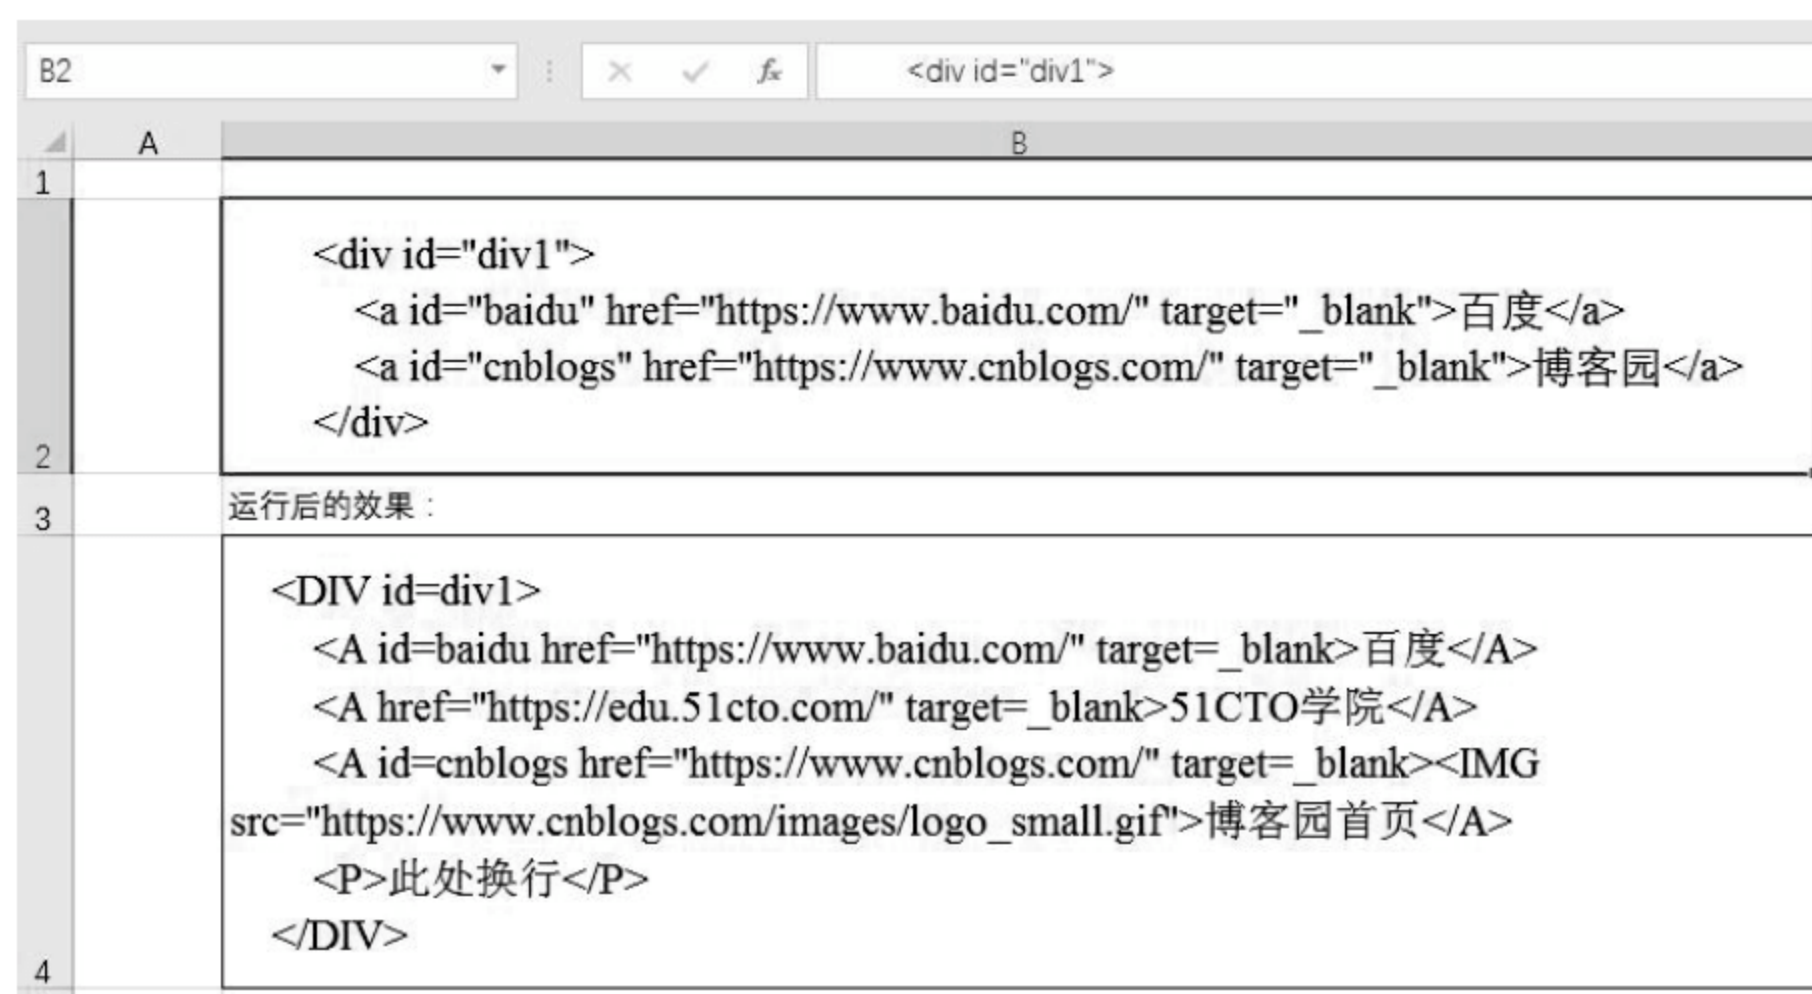 B2 fx <div id="div1">
A B
1
<div id="div1">
<a id="baidu" href="https://www.baidu.com/" target="_blank">百度</a>
<a id="cnblogs" href="https://www.cnblogs.com/" target="_blank">博客园</a>
</div>
2
运行后的效果：
3
<DIV id=div1>
<A id=baidu href="https://www.baidu.com/" target=_blank>百度</A>
<A href="https://edu.51cto.com/" target=_blank>51CTO学院</A>
<A id=cnblogs href="https://www.cnblogs.com/" target=_blank><IMG
src="https://www.cnblogs.com/images/logo_small.gif">博客园首页</A>
<P>此处换行</P>
</DIV>
4